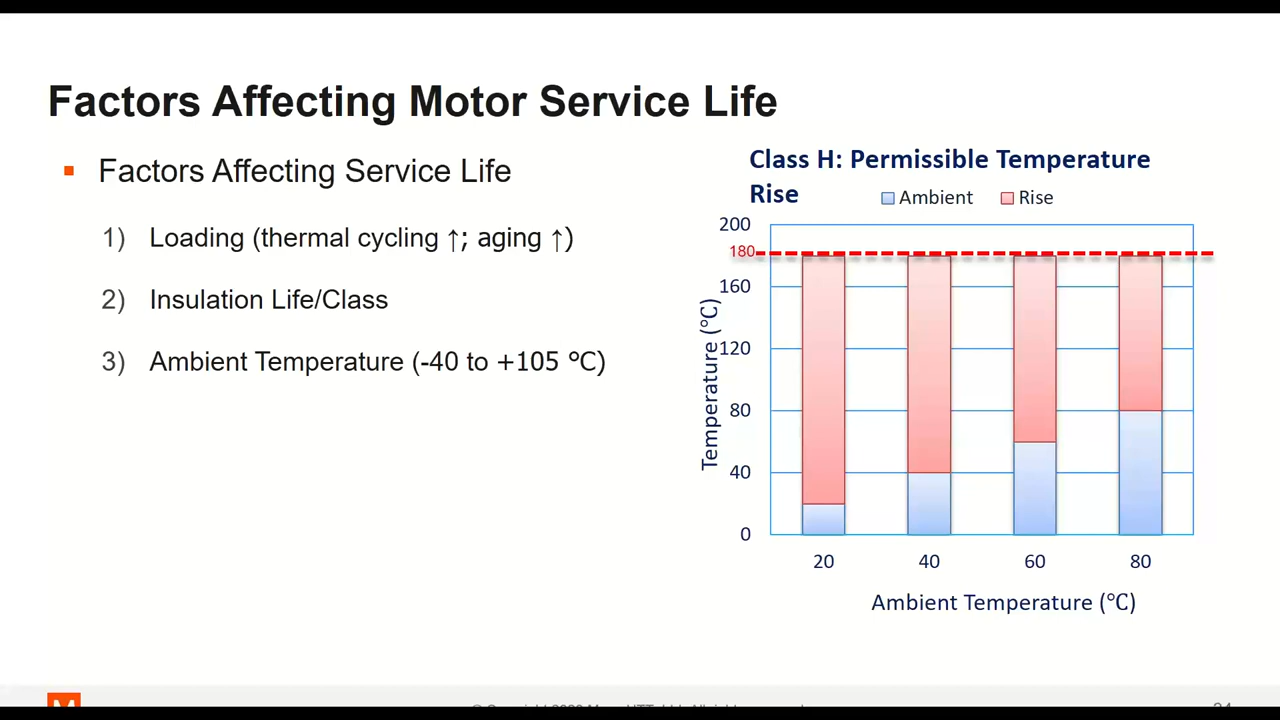 Factors Affecting Motor Service Life
Factors Affecting Service Life
1) Loading (thermal cycling ↑; aging ↑)
2) Insulation Life/Class
3) Ambient Temperature (-40 to +105 °C)
Class H: Permissible Temperature
Rise
Ambient Rise
200
180
160
120
80
40
0
Temperature (°C)
20 40 60 80
Ambient Temperature (°C)